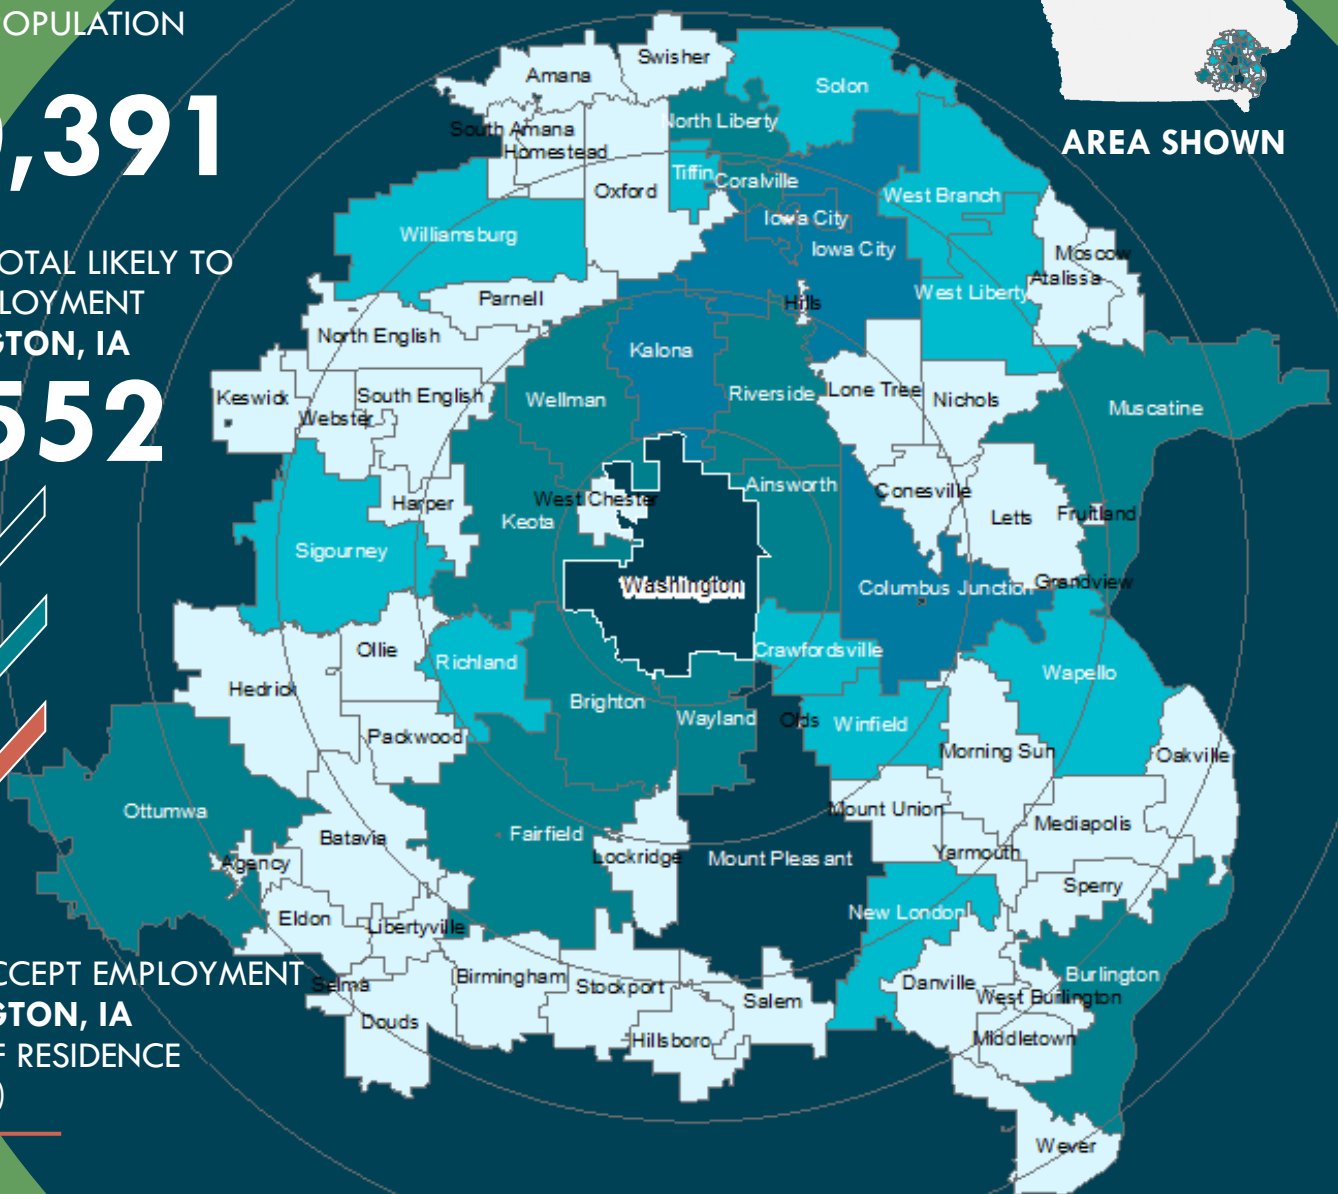 OPULATION
,391
OTAL LIKELY TO
LOYMENT
GTON, IA
552
CCEPT EMPLOYMENT
GTON, IA
F RESIDENCE
)
AREA SHOWN
Swisher
Amana
Solon
South Amana
North Liberty
Homestead
Tiffin
Coralville
Oxford
West Branch
Iowa City
Williamsburg
Iowa City
Moscow
Atalissa
West Liberty
Parnell
Hills
North English
Kalona
Keswick
South English
Wellman
Riverside
Lone Tree
Nichols
Muscatine
Webster
Ainsworth
Conesville
West Chester
Harper
Keota
Letts
Fruitland
Sigourney
Washington
Columbus Junction
Grandview
Ollie
Richland
Crawfordsville
Wapello
Hedrick
Brighton
Wayland
Olds
Winfield
Packwood
Morning Sun
Oakville
Ottumwa
Batavia
Fairfield
Mount Union
Mediapolis
Agency
Lockridge
Mount Pleasant
Yarmouth
Sperry
Eldon
Libertyville
New London
Selma
Birmingham
Stockport
Salem
Danville
Burlington
West Burlington
Douds
Hillsboro
Middletown
Wever